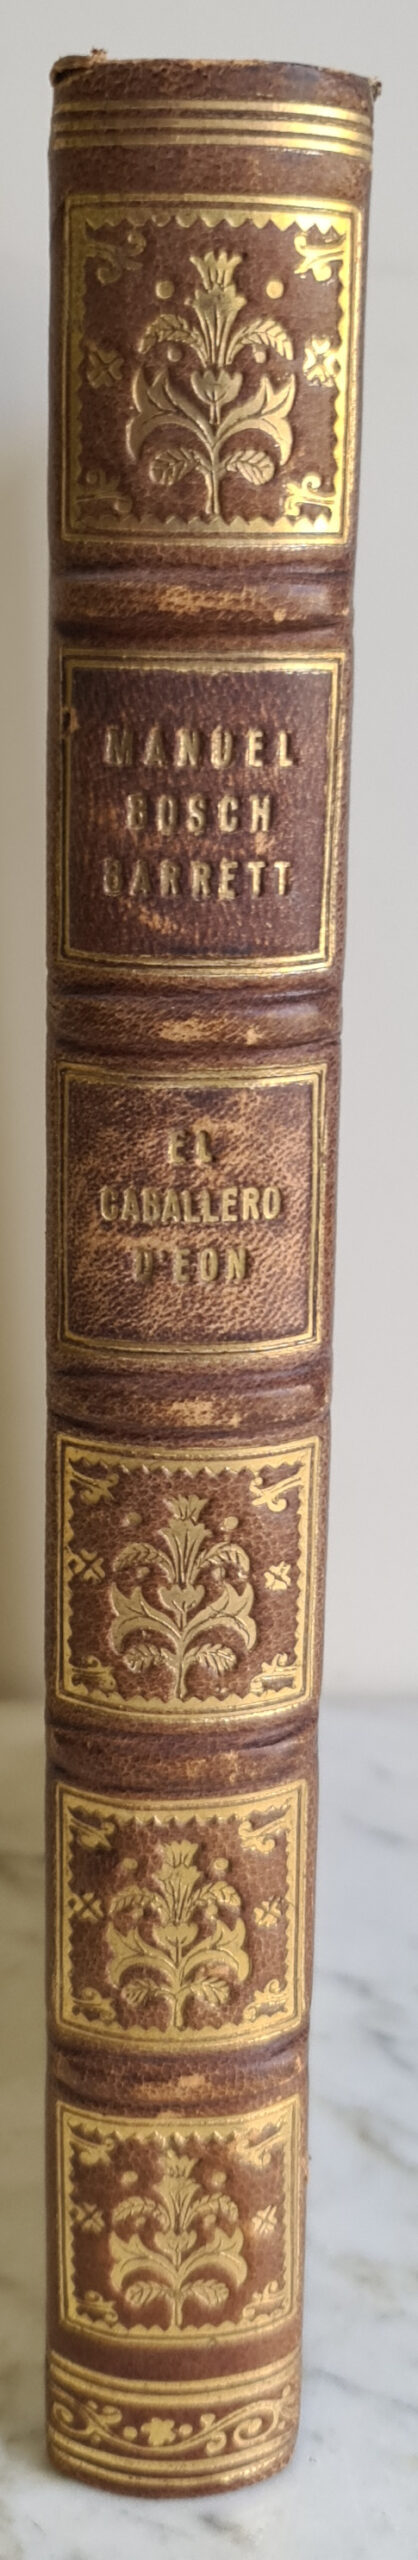 MANUEL
BOSCH
BARRETT
EL
CABALLERO
D'EON